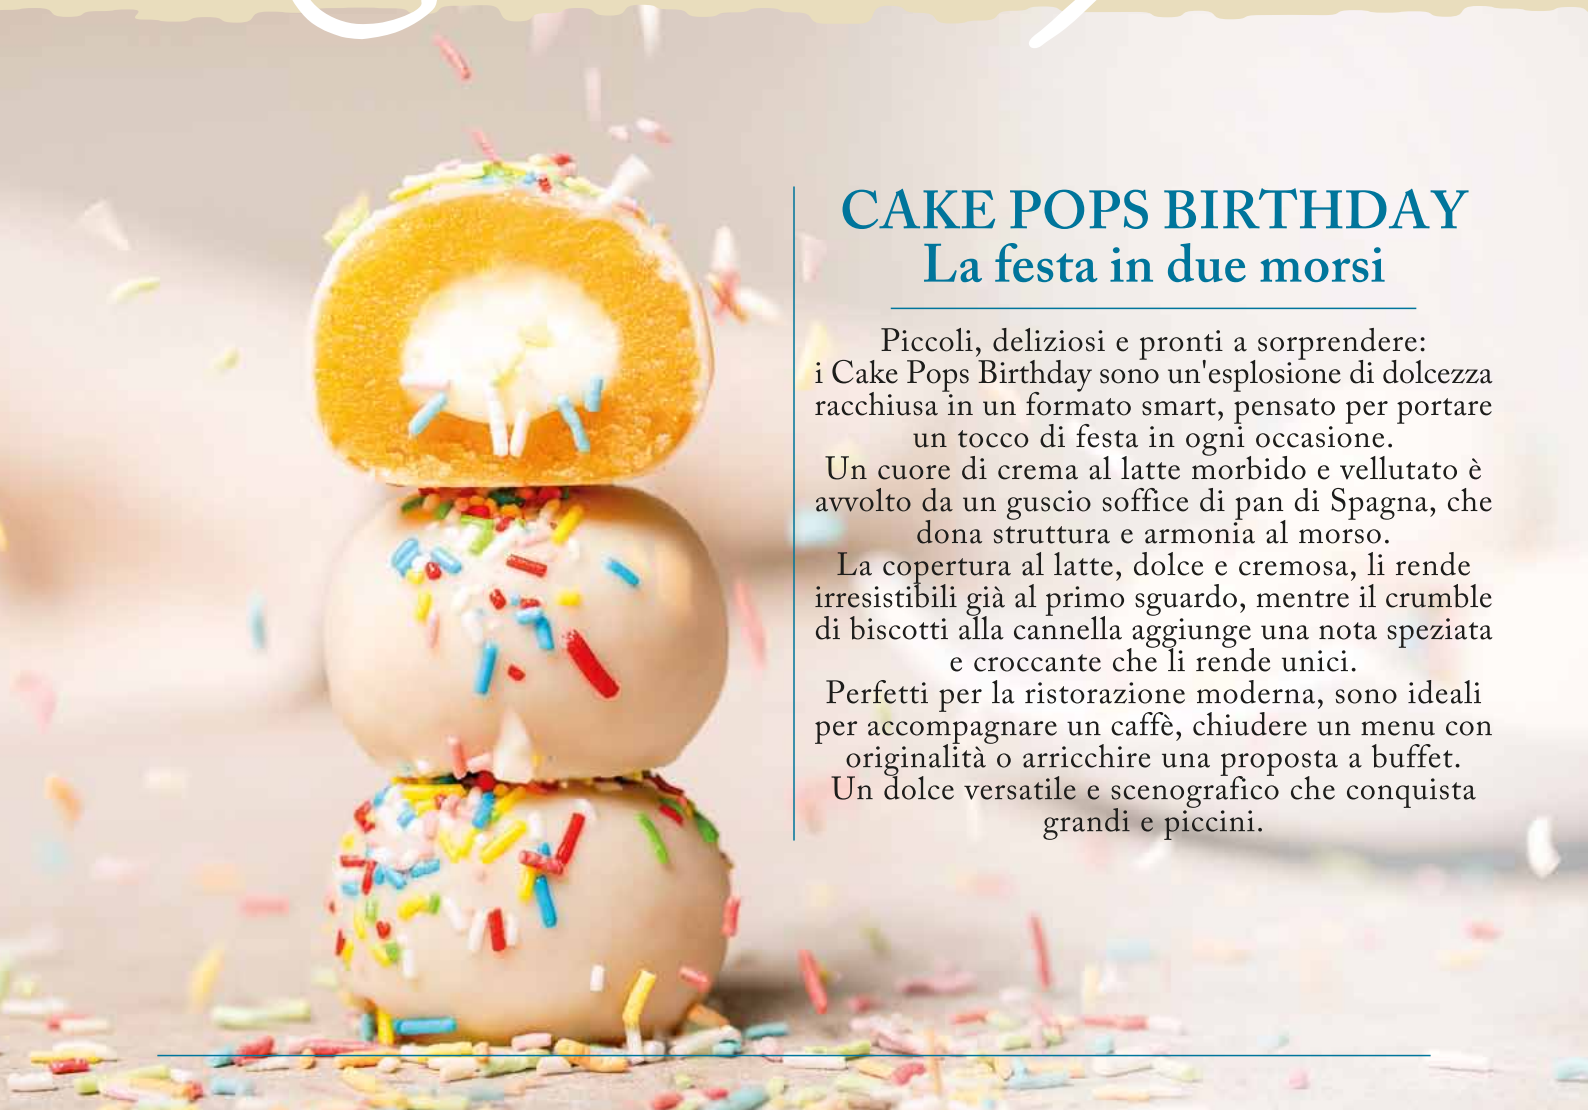 CAKE POPS BIRTHDAY
La festa in due morsi
Piccoli, deliziosi e pronti a sorprendere:
i Cake Pops Birthday sono un'esplosione di dolcezza
racchiusa in un formato smart, pensato per portare
un tocco di festa in ogni occasione.
Un cuore di crema al latte morbido e vellutato è
avvolto da un guscio soffice di pan di Spagna, che
dona struttura e armonia al morso.
La copertura al latte, dolce e cremosa, li rende
irresistibili già al primo sguardo, mentre il crumble
di biscotti alla cannella aggiunge una nota speziata
e croccante che li rende unici.
Perfetti per la ristorazione moderna, sono ideali
per accompagnare un caffè, chiudere un menu con
originalità o arricchire una proposta a buffet.
Un dolce versatile e scenografico che conquista
grandi e piccini.